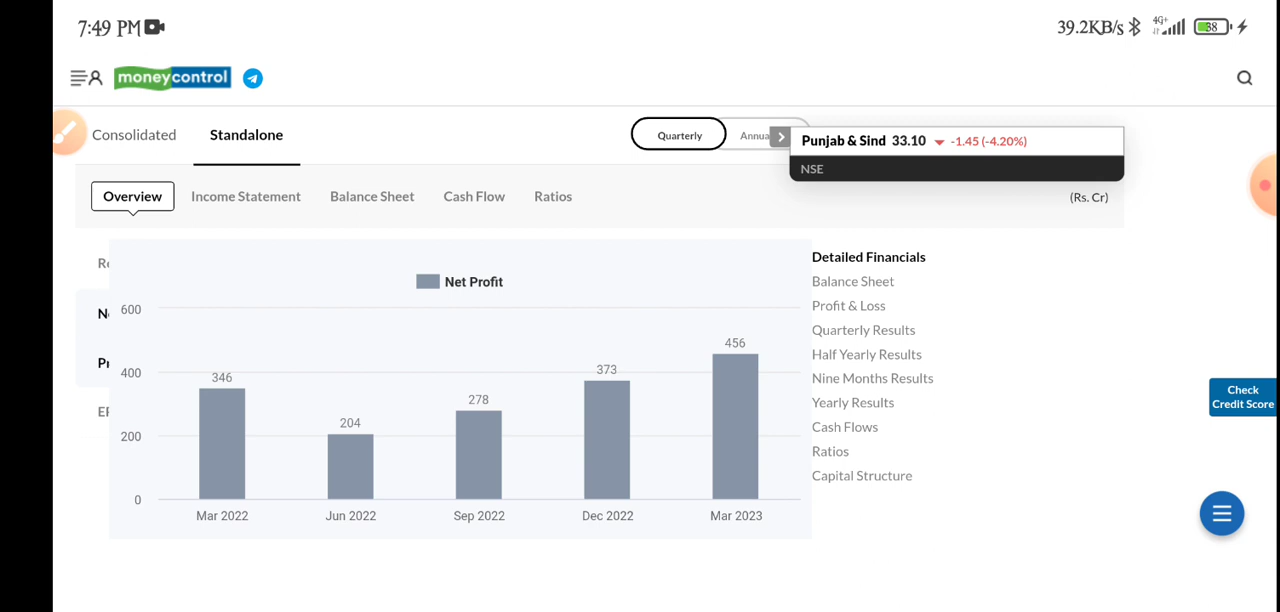 7:49 PM
39.2KB/s 4G+ 38
moneycontrol
Consolidated Standalone
Quarterly
Punjab & Sind 33.10 -1.45 (-4.20%)
NSE
Overview Income Statement Balance Sheet Cash Flow Ratios
(Rs. Cr)
Net Profit
600
400
200
0
346
204
278
373
456
Mar 2022 Jun 2022 Sep 2022 Dec 2022 Mar 2023
Detailed Financials
Balance Sheet
Profit & Loss
Quarterly Results
Half Yearly Results
Nine Months Results
Yearly Results
Cash Flows
Ratios
Capital Structure
Check
Credit Score